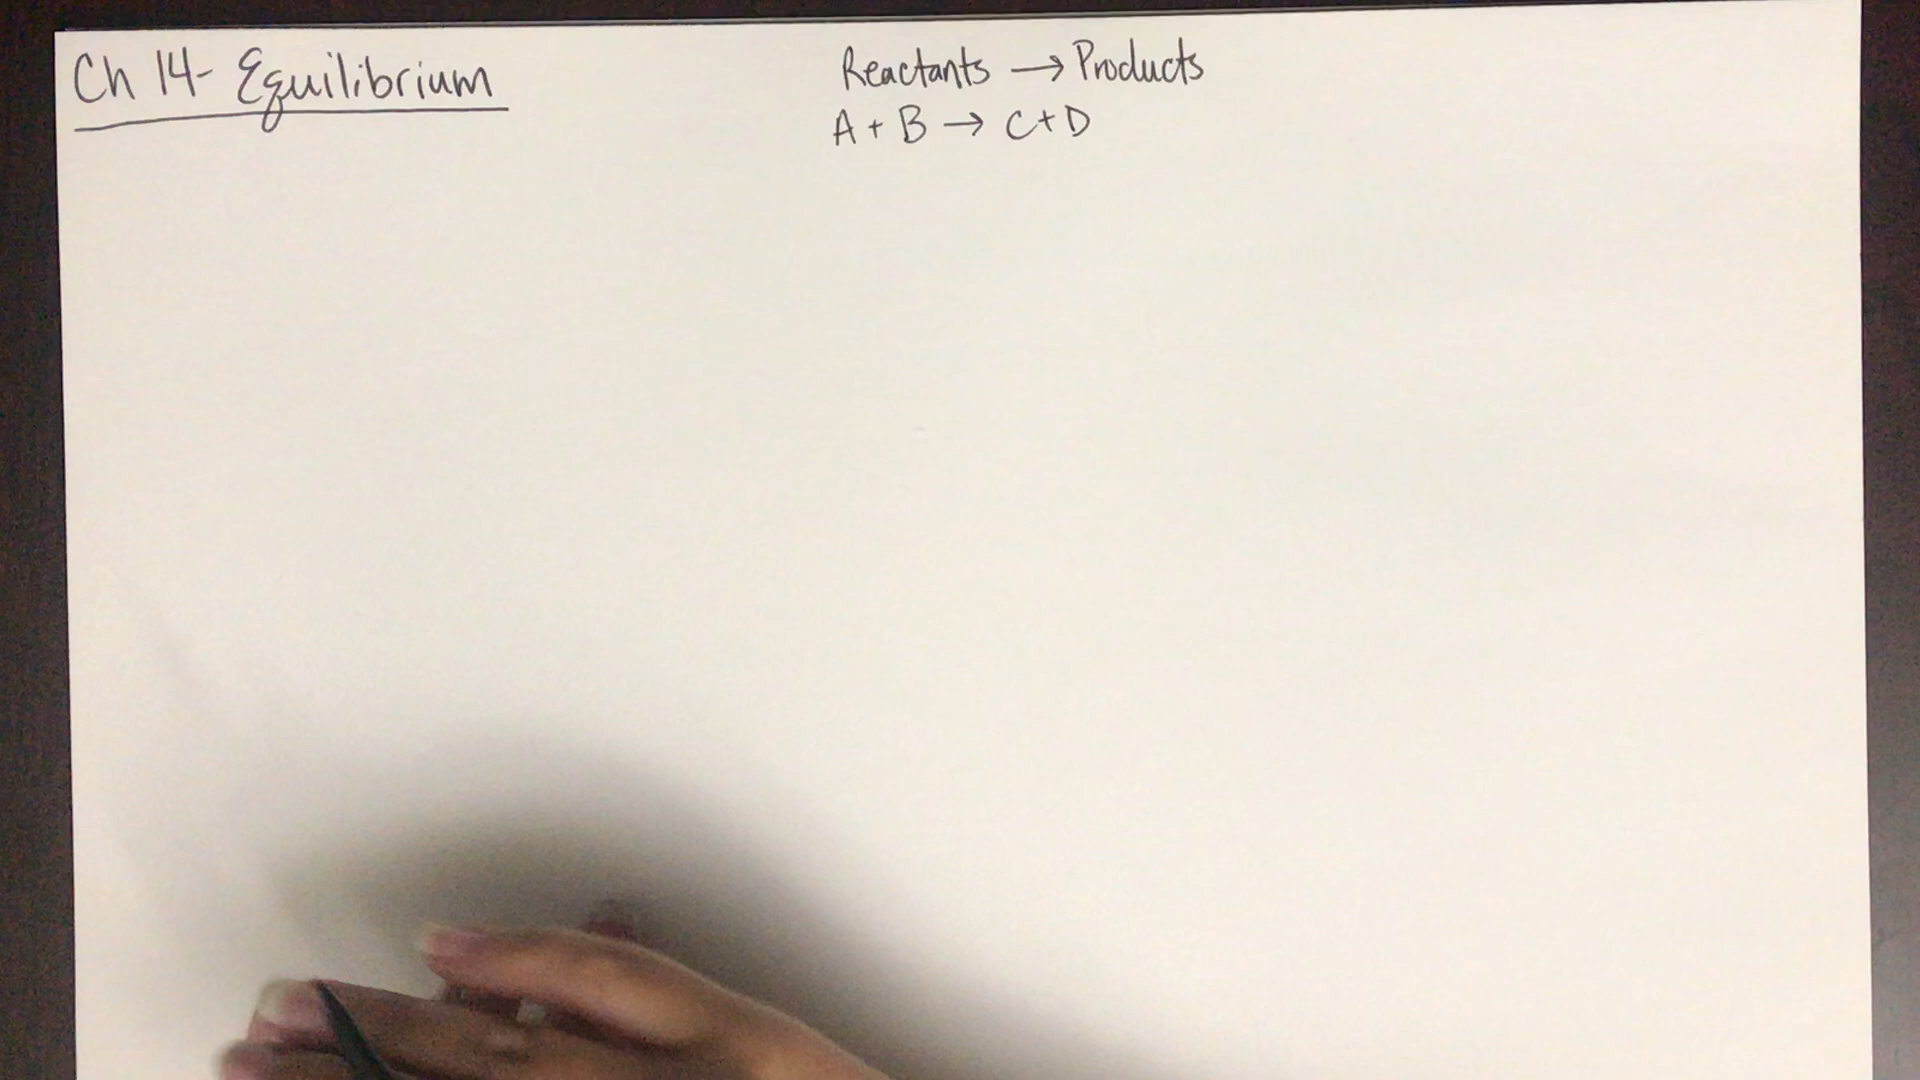 Ch 14- Equilibrium
Reactants → Products
A + B → C + D